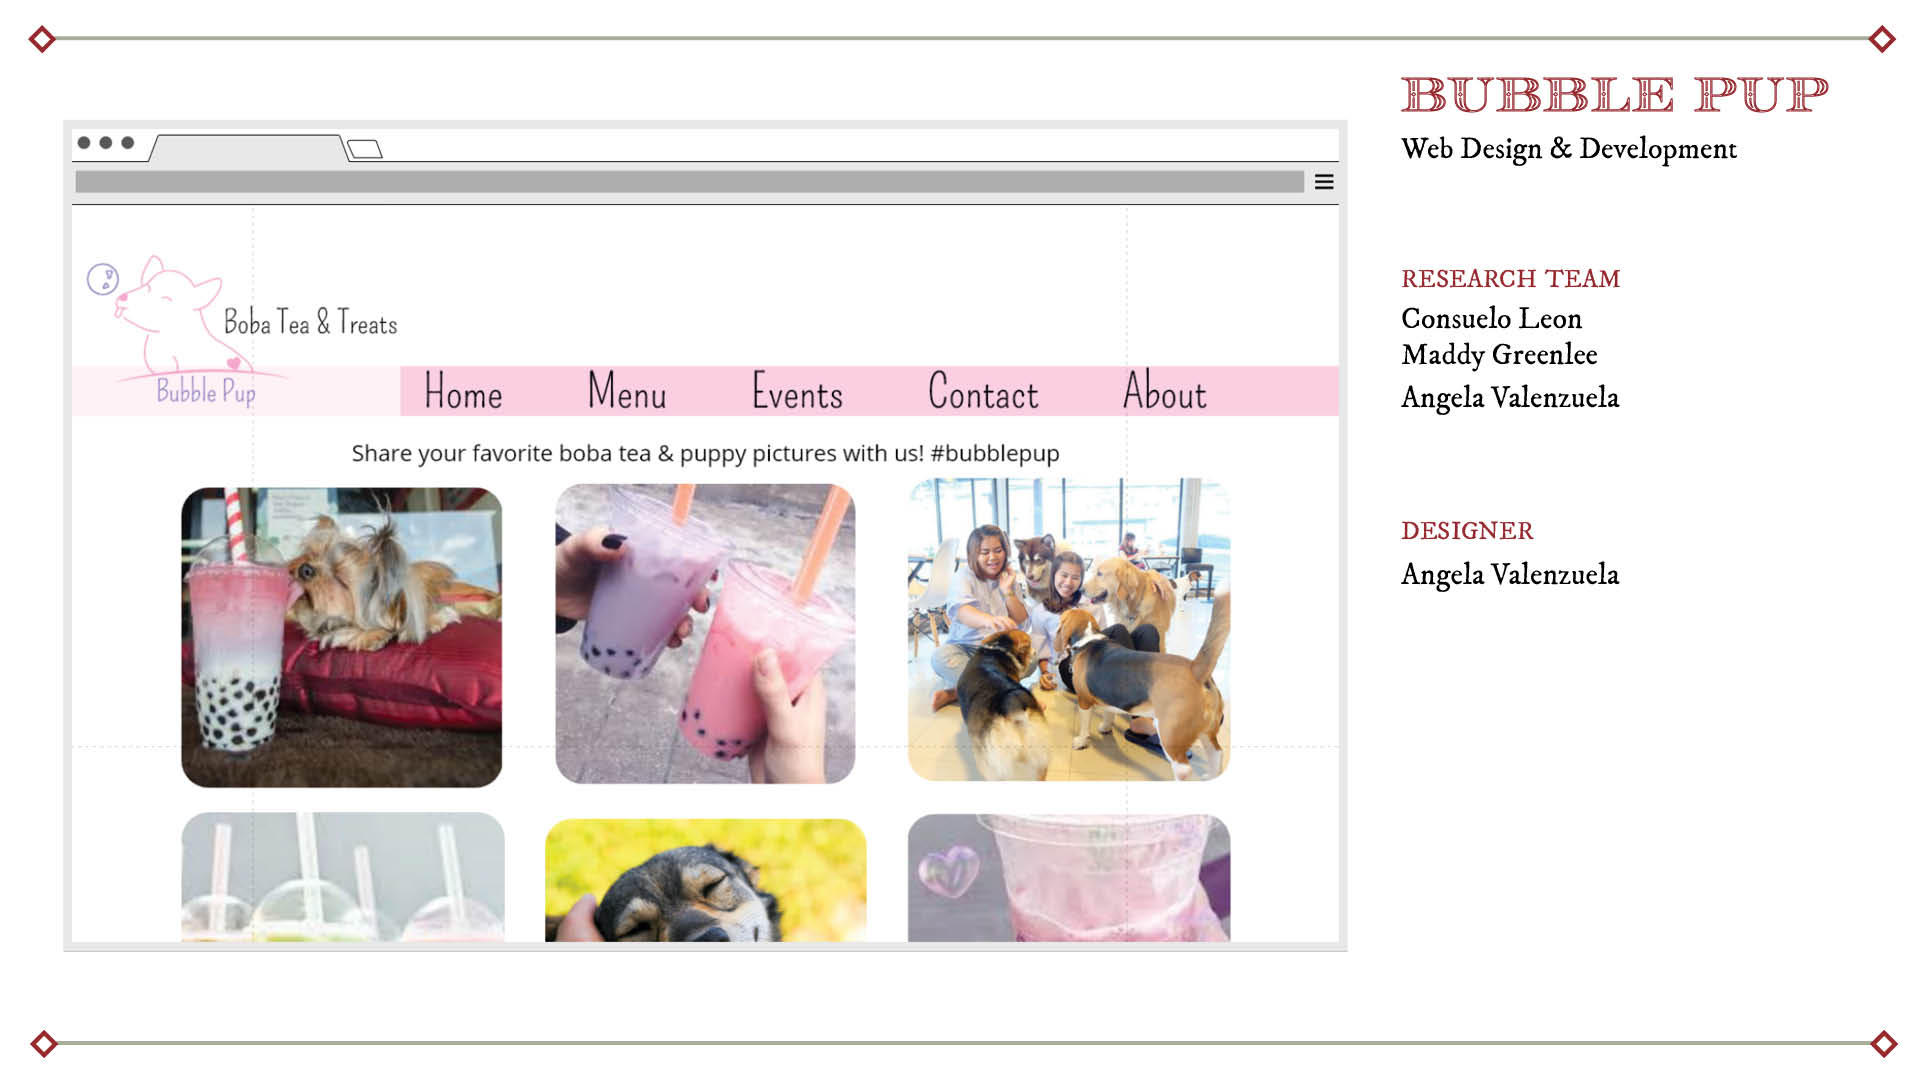 BUBBLE PUP
Web Design & Development
RESEARCH TEAM
Consuelo Leon
Maddy Greenlee
Angela Valenzuela
DESIGNER
Angela Valenzuela
Boba Tea & Treats
Bubble Pup
Home Menu Events Contact About
Share your favorite boba tea & puppy pictures with us! #bubblepup